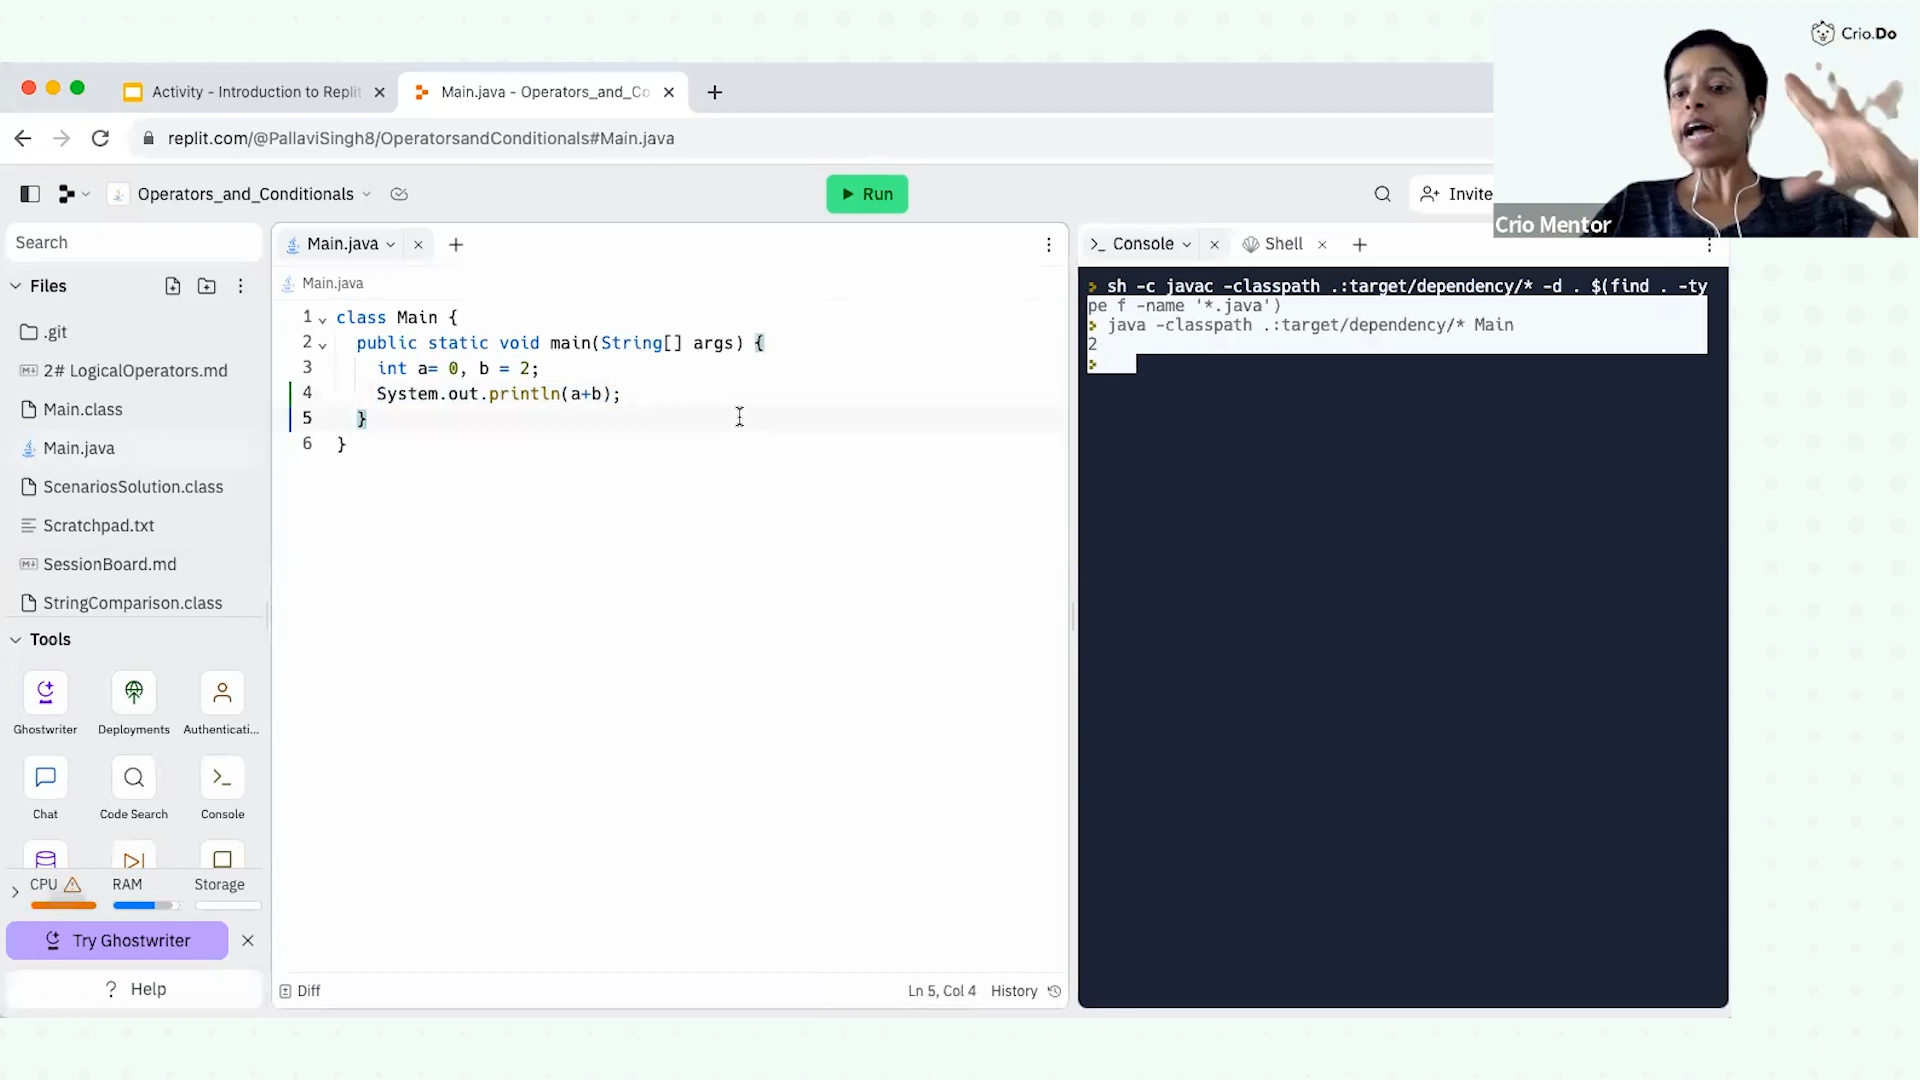 Crio.Do
Activity - Introduction to Replit
Main.java - Operators_and_Co
replit.com/@PallaviSingh8/OperatorsandConditionals#Main.java
Operators_and_Conditionals
Run
Invite
Crio Mentor
Search
Main.java
Console
Shell
Files
Main.java
.git
2# LogicalOperators.md
Main.class
Main.java
ScenariosSolution.class
Scratchpad.txt
SessionBoard.md
StringComparison.class
1 class Main {
2 public static void main(String[] args) {
3 int a= 0, b = 2;
4 System.out.println(a+b);
5 }
6 }
sh -c javac -classpath .:target/dependency/* -d . $(find . -ty
pe f -name '*.java')
java -classpath .:target/dependency/* Main
2
Tools
Ghostwriter
Deployments
Authenticati...
Chat
Code Search
Console
CPU
RAM
Storage
Try Ghostwriter
? Help
Diff
Ln 5, Col 4
History